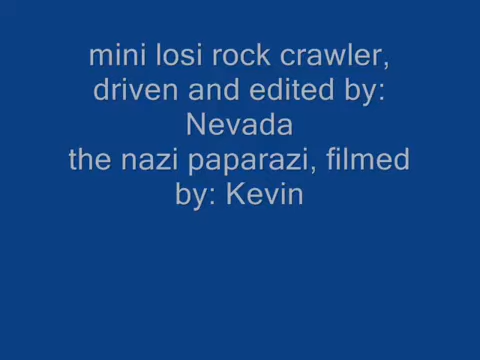 mini losi rock crawler,
driven and edited by:
Nevada
the nazi paparazi, filmed
by: Kevin